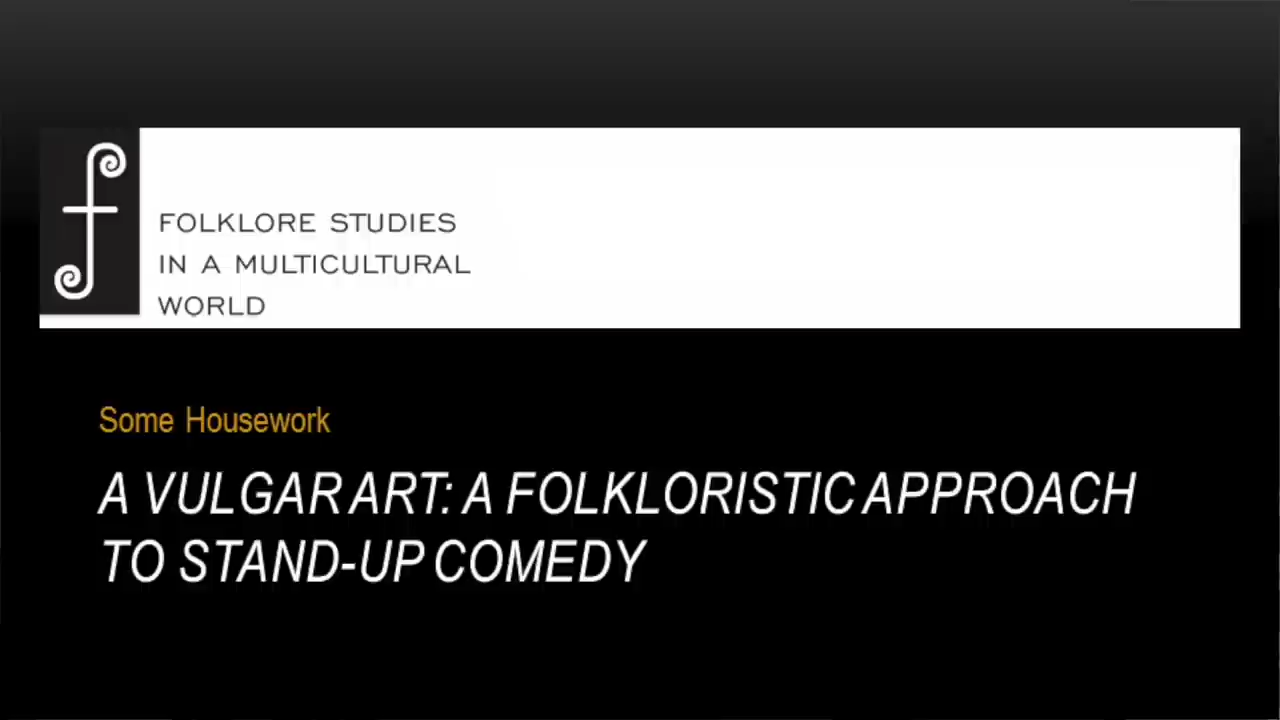 FOLKLORE STUDIES
IN A MULTICULTURAL
WORLD
Some Housework
A VULGAR ART: A FOLKLORISTIC APPROACH
TO STAND-UP COMEDY